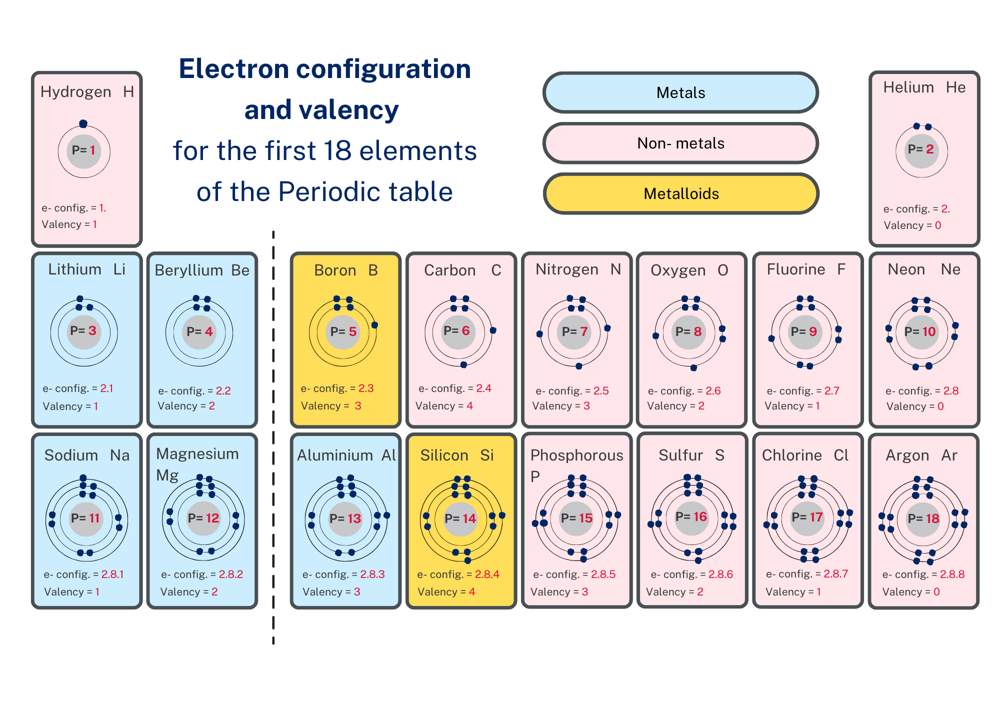 Electron configuration
and valency
for the first 18 elements
of the Periodic table
Metals
Non- metals
Metalloids
Hydrogen H
P= 1
e- config. = 1.
Valency = 1
Helium He
P= 2
e- config. = 2.
Valency = 0
Lithium Li
P= 3
e- config. = 2.1
Valency = 1
Beryllium Be
P= 4
e- config. = 2.2
Valency = 2
Boron B
P= 5
e- config. = 2.3
Valency = 3
Carbon C
P= 6
e- config. = 2.4
Valency = 4
Nitrogen N
P= 7
e- config. = 2.5
Valency = 3
Oxygen O
P= 8
e- config. = 2.6
Valency = 2
Fluorine F
P= 9
e- config. = 2.7
Valency = 1
Neon Ne
P= 10
e- config. = 2.8
Valency = 0
Sodium Na
P= 11
e- config. = 2.8.1
Valency = 1
Magnesium
Mg
P= 12
e- config. = 2.8.2
Valency = 2
Aluminium Al
P= 13
e- config. = 2.8.3
Valency = 3
Silicon Si
P= 14
e- config. = 2.8.4
Valency = 4
Phosphorous
P
P= 15
e- config. = 2.8.5
Valency = 3
Sulfur S
P= 16
e- config. = 2.8.6
Valency = 2
Chlorine Cl
P= 17
e- config. = 2.8.7
Valency = 1
Argon Ar
P= 18
e- config. = 2.8.8
Valency = 0